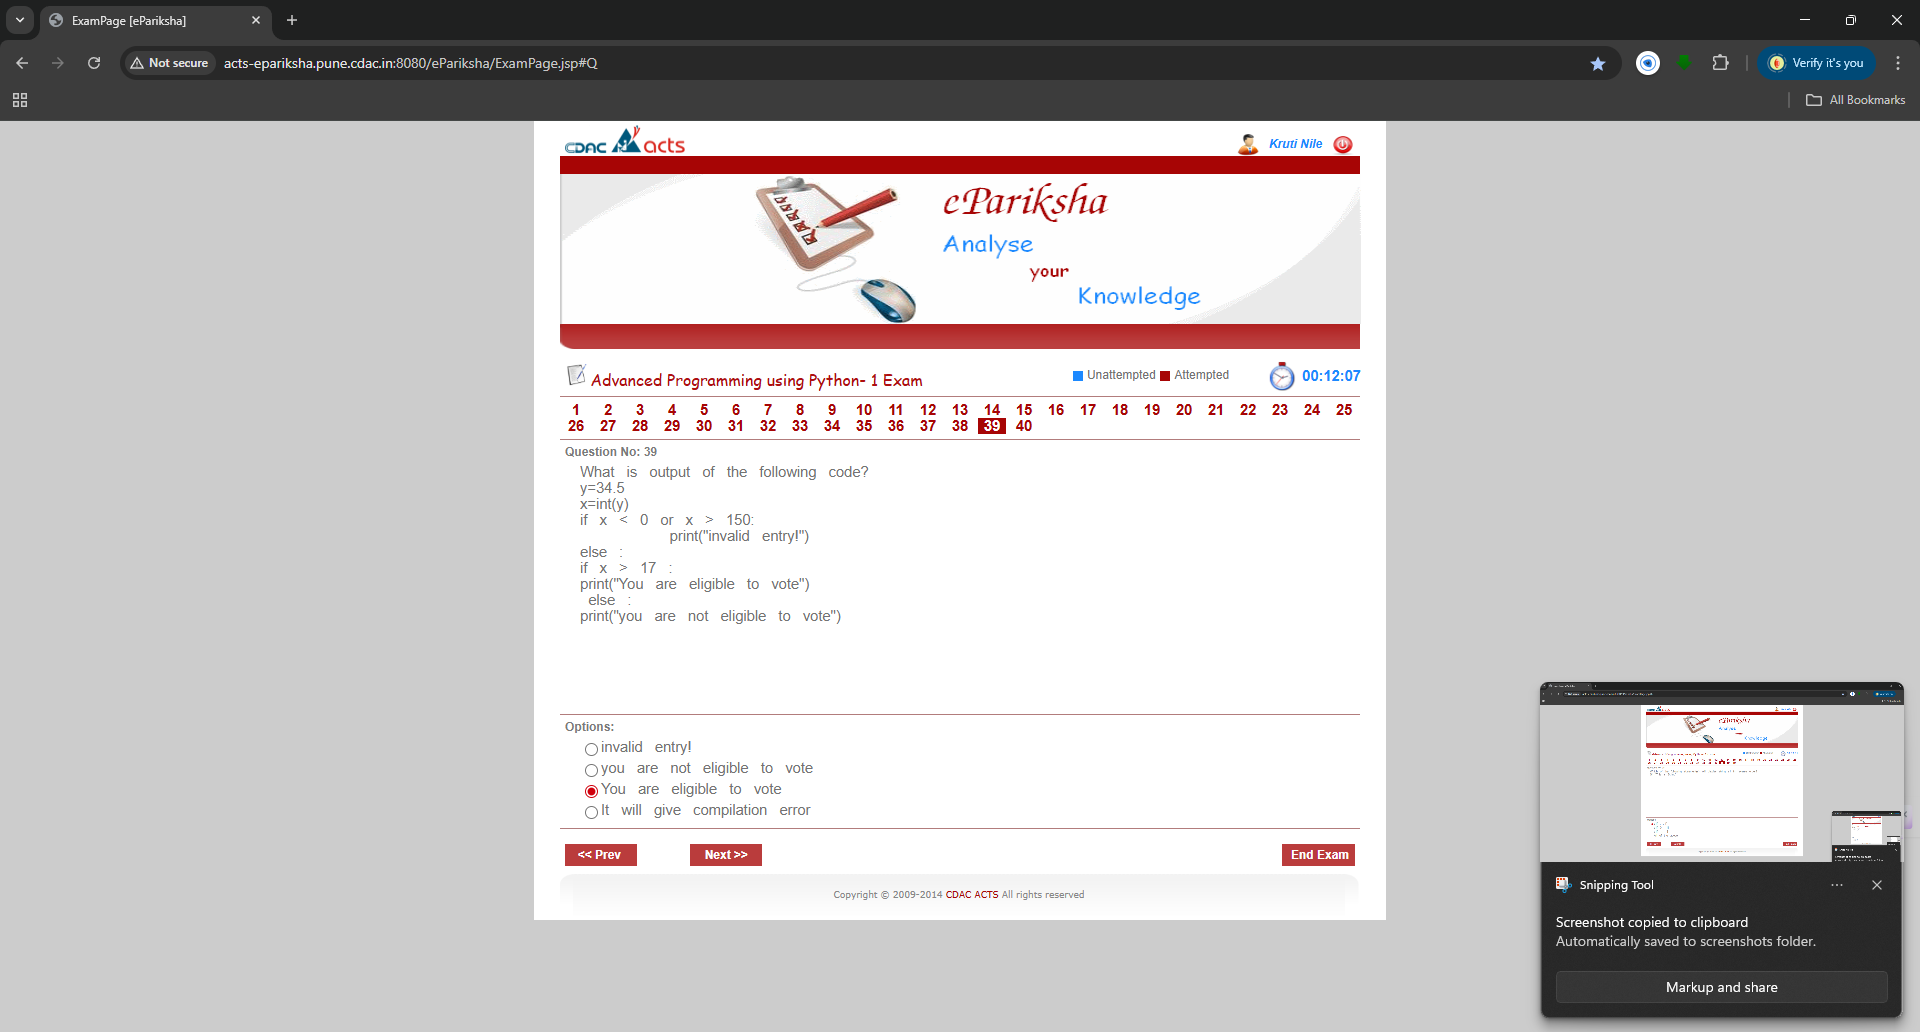 ExamPage [ePariksha]
Not secure
acts-epariksha.pune.cdac.in:8080/ePariksha/ExamPage.jsp#Q
Verify it's you
All Bookmarks
CDAC acts
Kruti Nile
ePariksha
Analyse
your
Knowledge
Advanced Programming using Python- 1 Exam
Unattempted Attempted
00:12:07
1 2 3 4 5 6 7 8 9 10 11 12 13 14 15 16 17 18 19 20 21 22 23 24 25
26 27 28 29 30 31 32 33 34 35 36 37 38 39 40
Question No: 39
What is output of the following code?
y=34.5
x=int(y)
if x < 0 or x > 150:
print("invalid entry!")
else :
if x > 17 :
print("You are eligible to vote")
else :
print("you are not eligible to vote")
Options:
invalid entry!
you are not eligible to vote
You are eligible to vote
It will give compilation error
<< Prev
Next >>
End Exam
Copyright © 2009-2014 CDAC ACTS All rights reserved
Snipping Tool
Screenshot copied to clipboard
Automatically saved to screenshots folder.
Markup and share